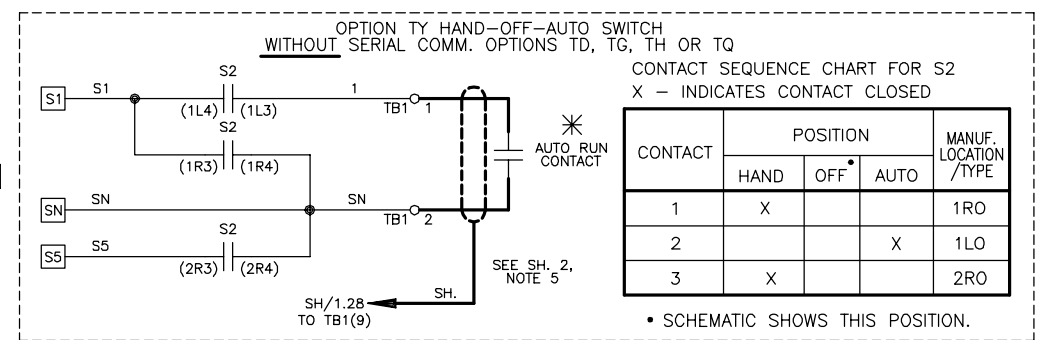 OPTION TY HAND-OFF-AUTO SWITCH
WITHOUT SERIAL COMM. OPTIONS TD, TG, TH OR TQ
S1
S1
S2
(1L4) (1L3)
1
TB1 1
S2
(1R3) (1R4)
AUTO RUN
CONTACT
SN
SN
SN
TB1 2
S5
S5
S2
(2R3) (2R4)
SEE SH. 2,
NOTE 5
SH.
SH/1.28
TO TB1(9)
CONTACT SEQUENCE CHART FOR S2
X - INDICATES CONTACT CLOSED
CONTACT POSITION MANUF. LOCATION /TYPE
HAND OFF• AUTO
1 X 1RO
2 X 1LO
3 X 2RO
• SCHEMATIC SHOWS THIS POSITION.